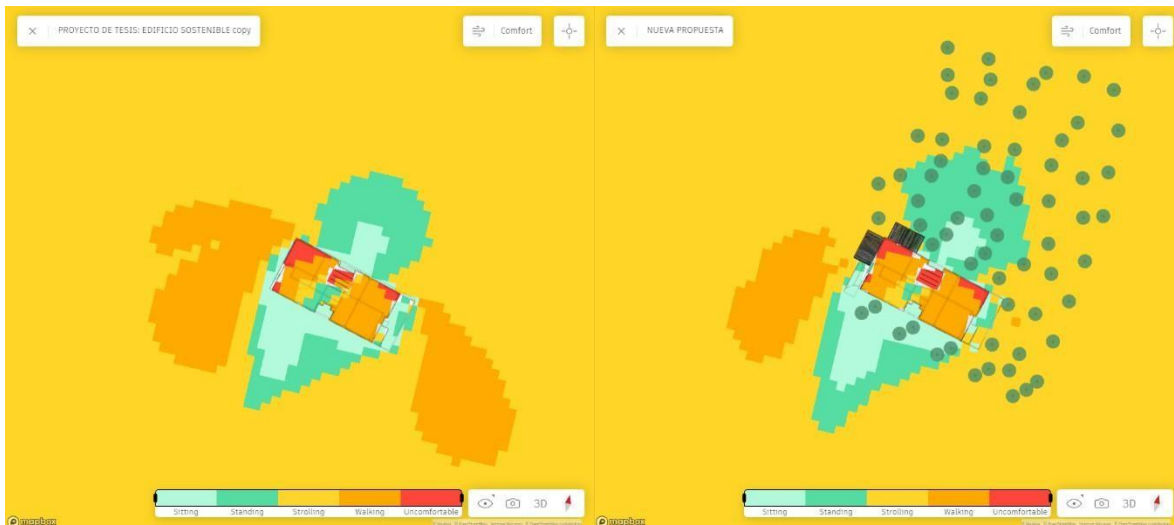 × PROYECTO DE TESIS: EDIFICIO SOSTENIBLE copy
Comfort
Sitting Standing Strolling Walking Uncomfortable
3D
mapbox
× NUEVA PROPUESTA
Comfort
Sitting Standing Strolling Walking Uncomfortable
3D
mapbox